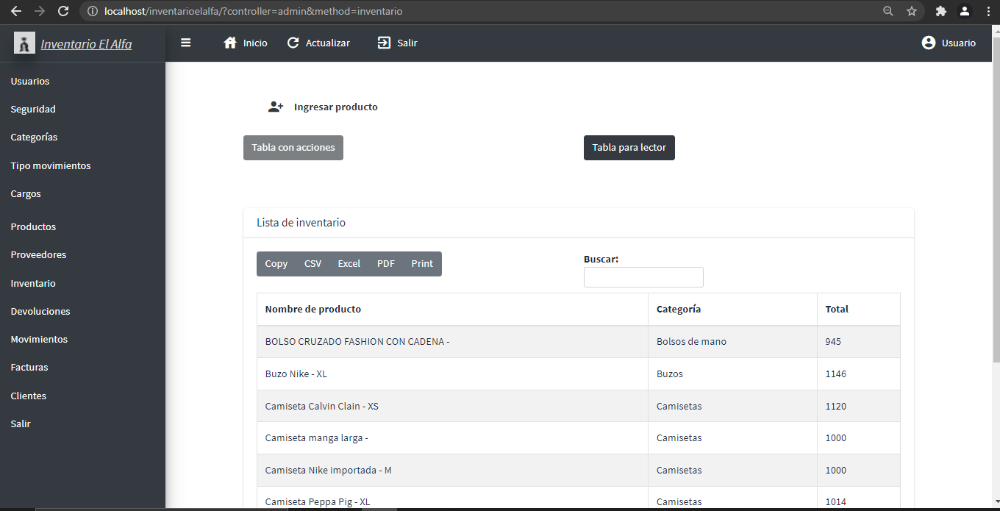 localhost/inventarioelalfa/?controller=admin&method=inventario
Inventario El Alfa
Inicio Actualizar Salir Usuario
Usuarios
Seguridad
Categorías
Tipo movimientos
Cargos
Productos
Proveedores
Inventario
Devoluciones
Movimientos
Facturas
Clientes
Salir
Ingresar producto
Tabla con acciones Tabla para lector
Lista de inventario
Copy CSV Excel PDF Print
Buscar:
Nombre de producto Categoría Total
BOLSO CRUZADO FASHION CON CADENA - Bolsos de mano 945
Buzo Nike - XL Buzos 1146
Camiseta Calvin Clain - XS Camisetas 1120
Camiseta manga larga - Camisetas 1000
Camiseta Nike importada - M Camisetas 1000
Camiseta Peppa Pig - XL Camisetas 1014